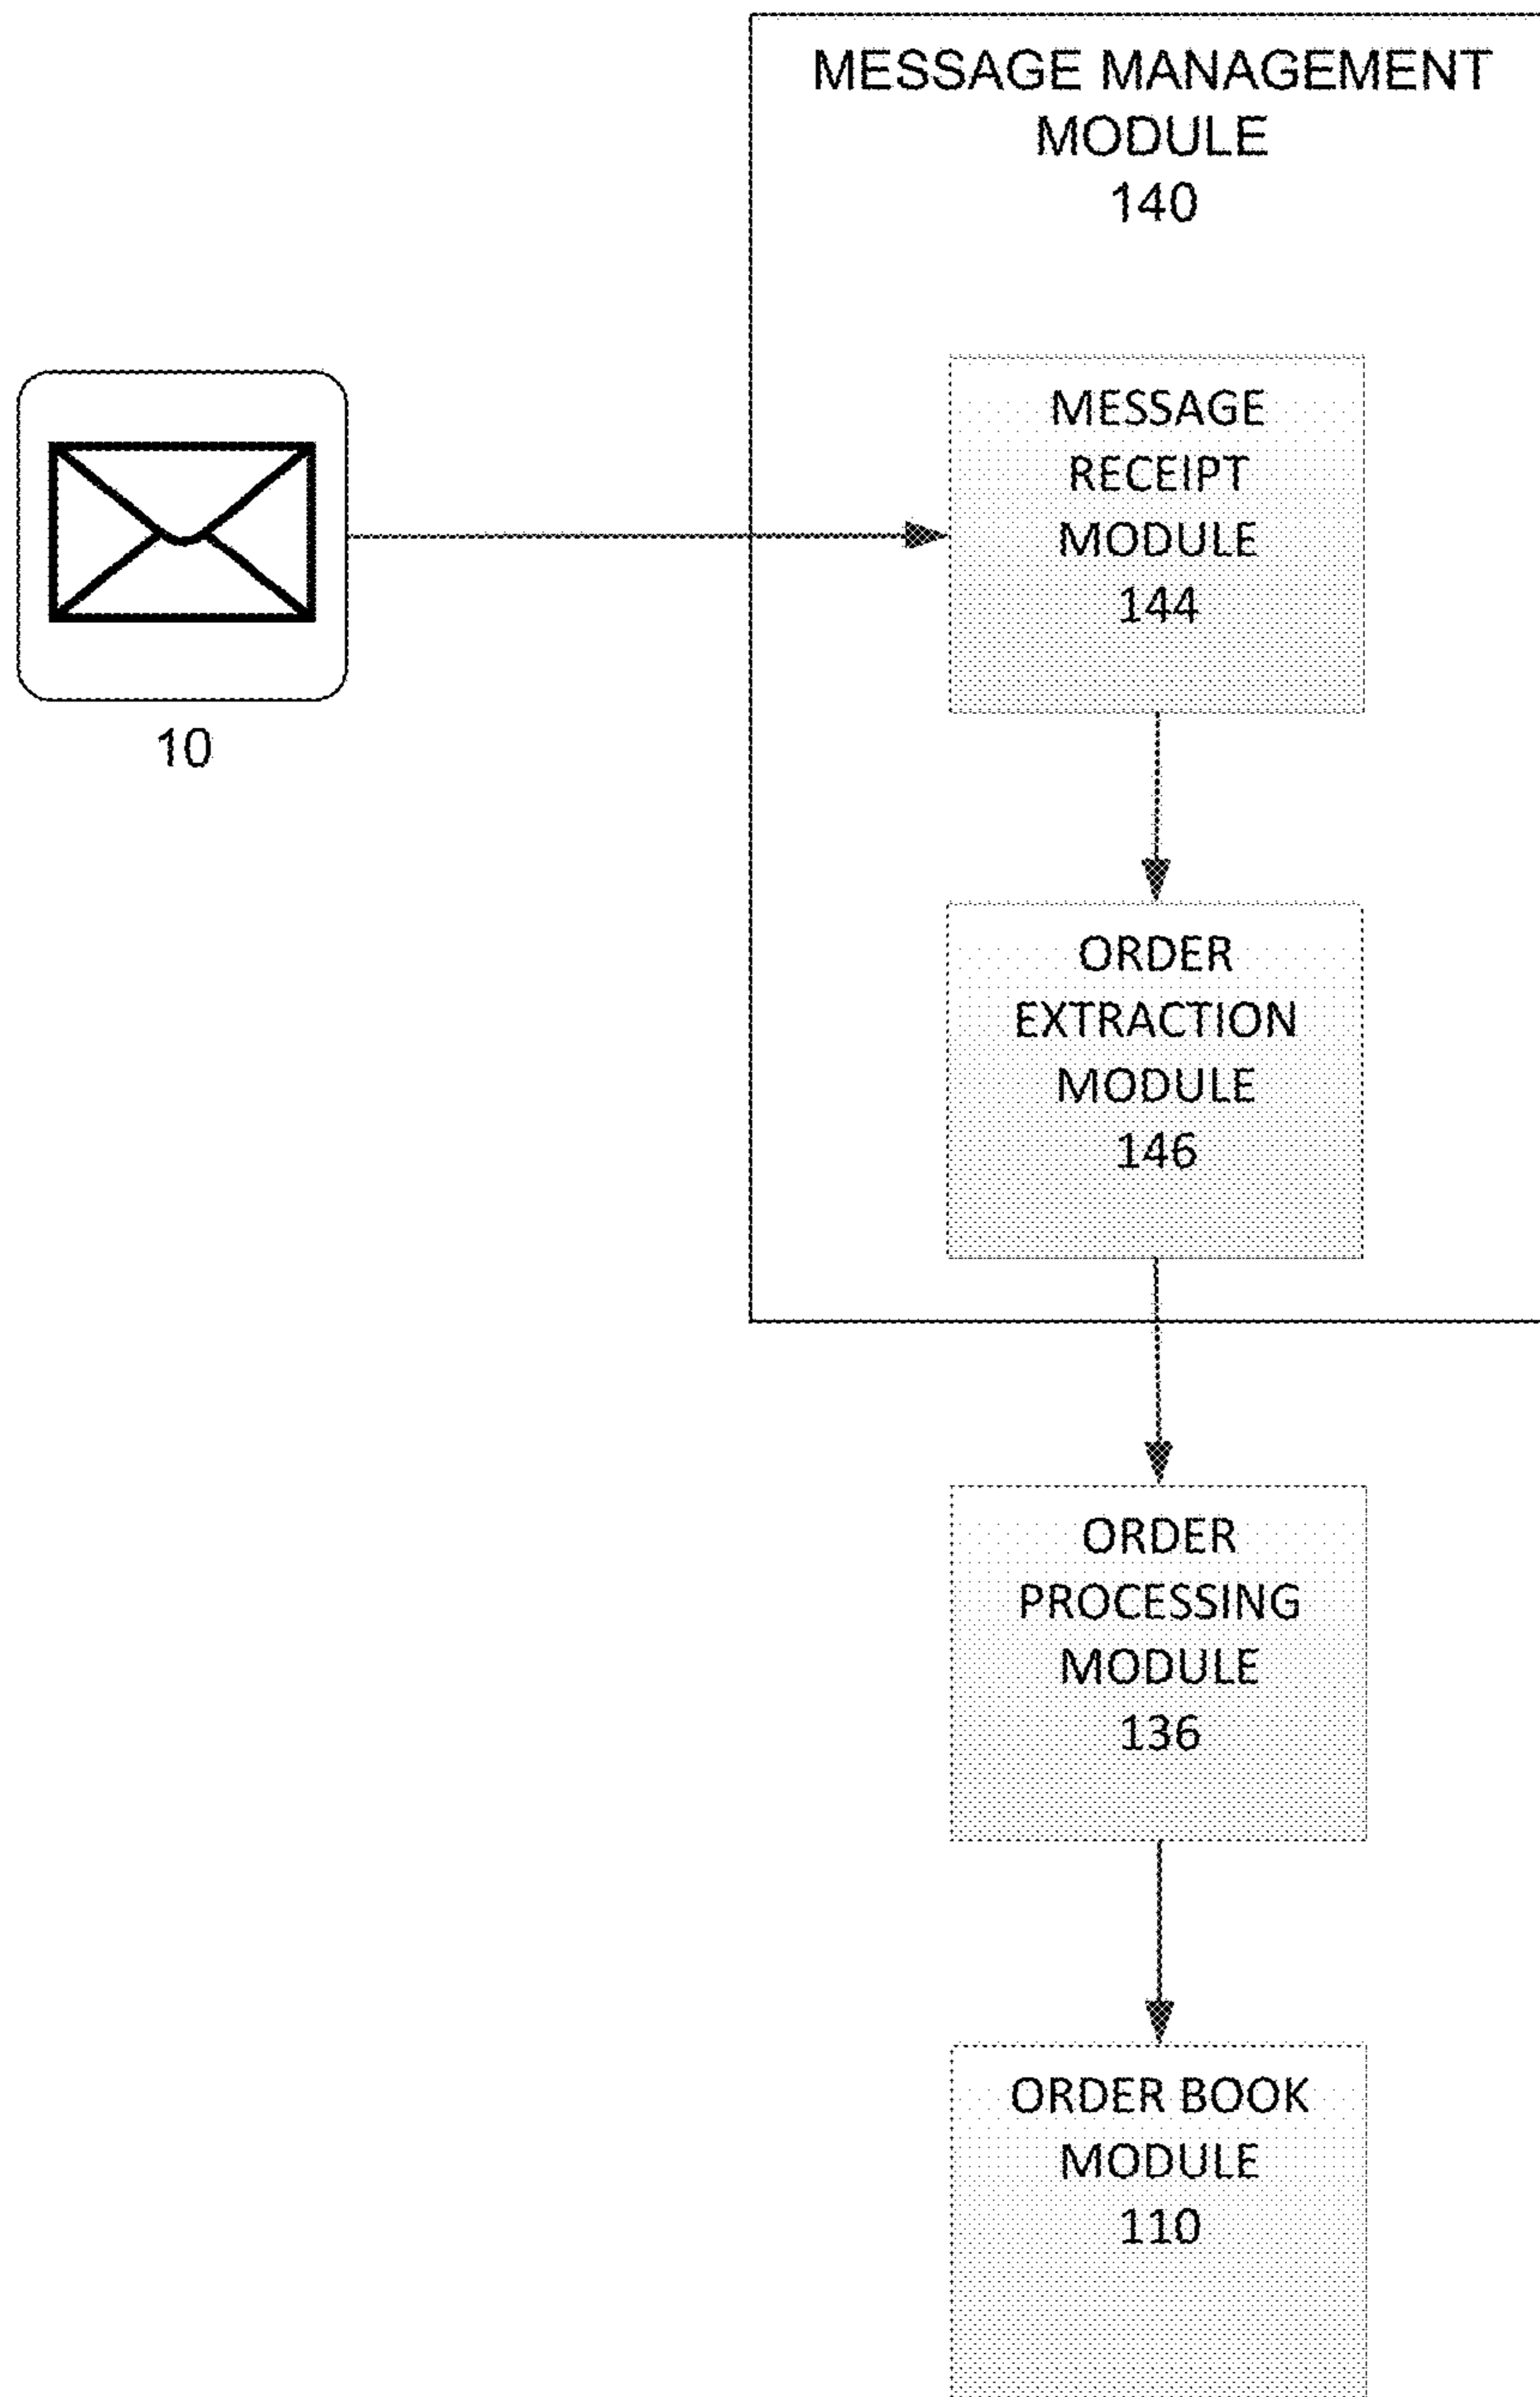 MESSAGE MANAGEMENT
MODULE
140
MESSAGE
RECEIPT
MODULE
144
10
ORDER
EXTRACTION
MODULE
146
ORDER
PROCESSING
MODULE
136
ORDER BOOK
MODULE
110